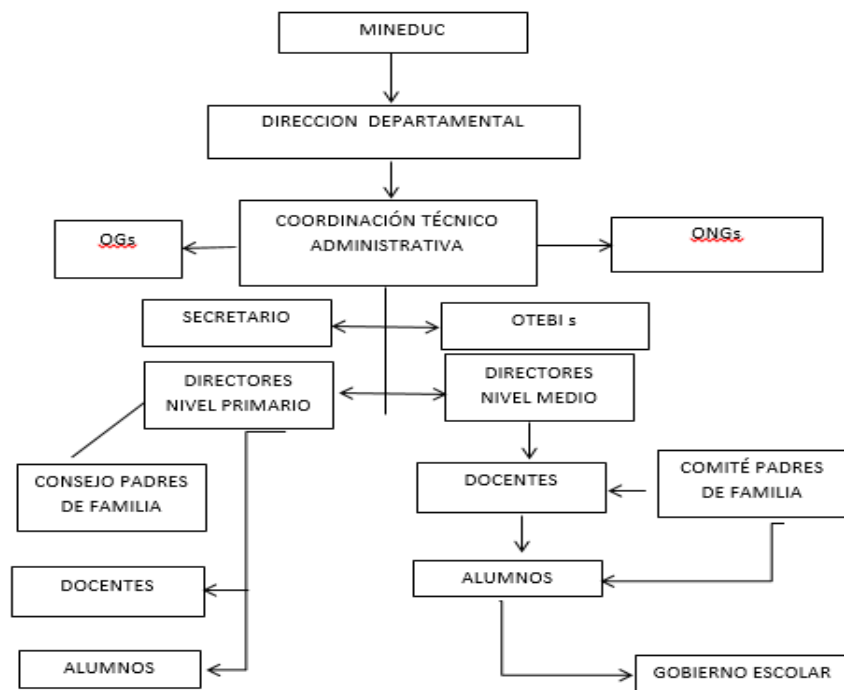 MINEDUC
DIRECCION DEPARTAMENTAL
COORDINACIÓN TÉCNICO
ADMINISTRATIVA
OGs
ONGs
SECRETARIO
OTEBI s
DIRECTORES
NIVEL PRIMARIO
DIRECTORES
NIVEL MEDIO
CONSEJO PADRES
DE FAMILIA
DOCENTES
COMITÉ PADRES
DE FAMILIA
DOCENTES
ALUMNOS
ALUMNOS
GOBIERNO ESCOLAR